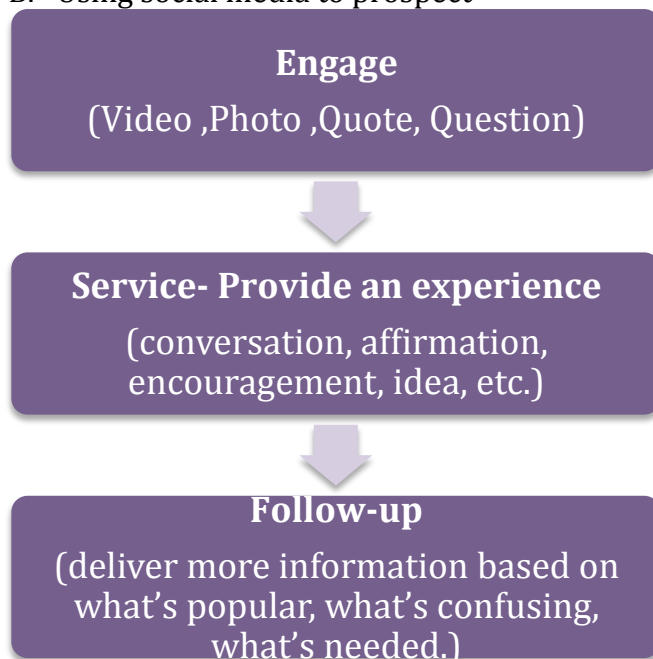 B. Using social media to prospect
Engage
(Video ,Photo ,Quote, Question)
Service- Provide an experience
(conversation, affirmation,
encouragement, idea, etc.)
Follow-up
(deliver more information based on
what’s popular, what’s confusing,
what’s needed.)